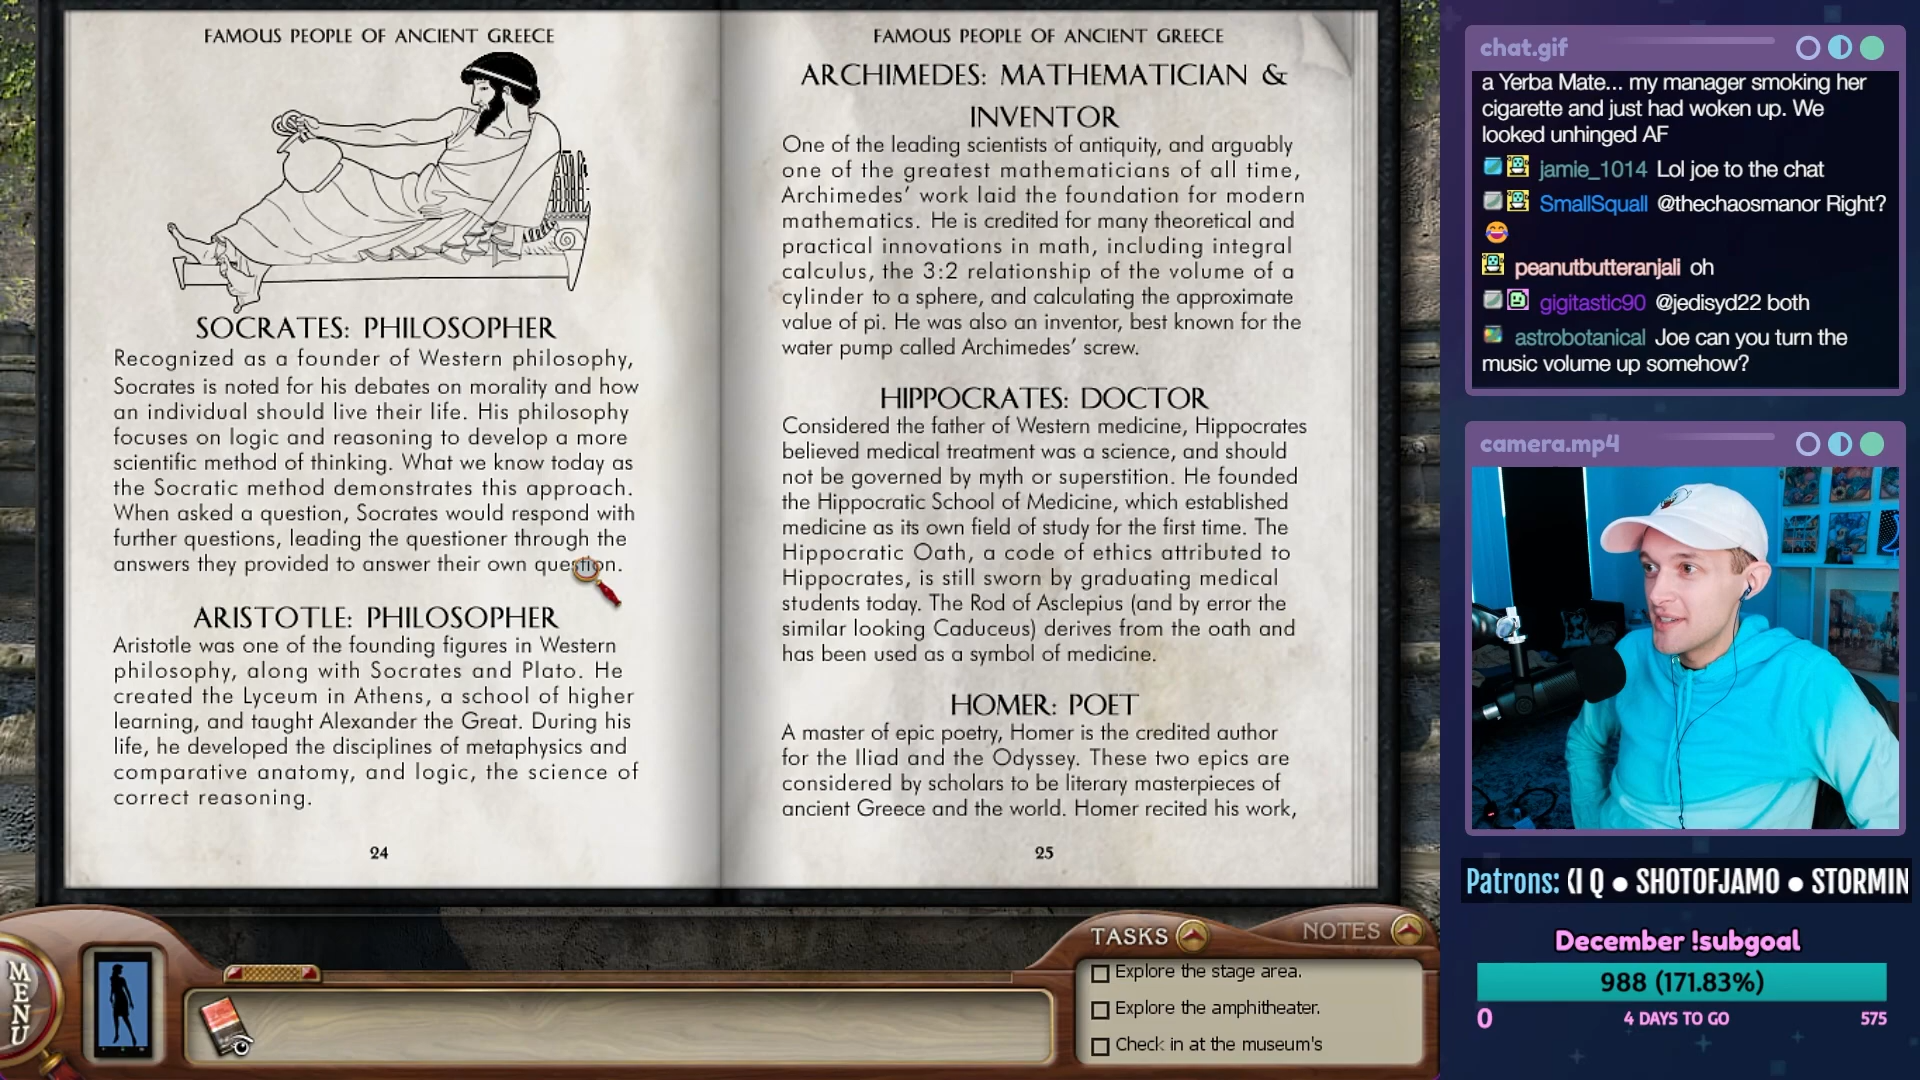 FAMOUS PEOPLE OF ANCIENT GREECE
SOCRATES: PHILOSOPHER
Recognized as a founder of Western philosophy,
Socrates is noted for his debates on morality and how
an individual should live their life. His philosophy
focuses on logic and reasoning to develop a more
scientific method of thinking. What we know today as
the Socratic method demonstrates this approach.
When asked a question, Socrates would respond with
further questions, leading the questioner through the
answers they provided to answer their own question.
ARISTOTLE: PHILOSOPHER
Aristotle was one of the founding figures in Western
philosophy, along with Socrates and Plato. He
created the Lyceum in Athens, a school of higher
learning, and taught Alexander the Great. During his
life, he developed the disciplines of metaphysics and
comparative anatomy, and logic, the science of
correct reasoning.
24
FAMOUS PEOPLE OF ANCIENT GREECE
ARCHIMEDES: MATHEMATICIAN &
INVENTOR
One of the leading scientists of antiquity, and arguably
one of the greatest mathematicians of all time,
Archimedes' work laid the foundation for modern
mathematics. He is credited for many theoretical and
practical innovations in math, including integral
calculus, the 3:2 relationship of the volume of a
cylinder to a sphere, and calculating the approximate
value of pi. He was also an inventor, best known for the
water pump called Archimedes' screw.
HIPPOCRATES: DOCTOR
Considered the father of Western medicine, Hippocrates
believed medical treatment was a science, and should
not be governed by myth or superstition. He founded
the Hippocratic School of Medicine, which established
medicine as its own field of study for the first time. The
Hippocratic Oath, a code of ethics attributed to
Hippocrates, is still sworn by graduating medical
students today. The Rod of Asclepius (and by error the
similar looking Caduceus) derives from the oath and
has been used as a symbol of medicine.
HOMER: POET
A master of epic poetry, Homer is the credited author
for the Iliad and the Odyssey. These two epics are
considered by scholars to be literary masterpieces of
ancient Greece and the world. Homer recited his work,
25
MENU
TASKS
NOTES
Explore the stage area.
Explore the amphitheater.
Check in at the museum's
chat.gif
a Yerba Mate... my manager smoking her
cigarette and just had woken up. We
looked unhinged AF
jamie_1014 Lol joe to the chat
SmallSquall @thechaosmanor Right?
😂
peanutbutteranjali oh
gigitastic90 @jedisyd22 both
astrobotanical Joe can you turn the
music volume up somehow?
camera.mp4
Patrons: KI Q ● SHOTOFJAMO ● STORMIN
December !subgoal
988 (171.83%)
0 4 DAYS TO GO 575